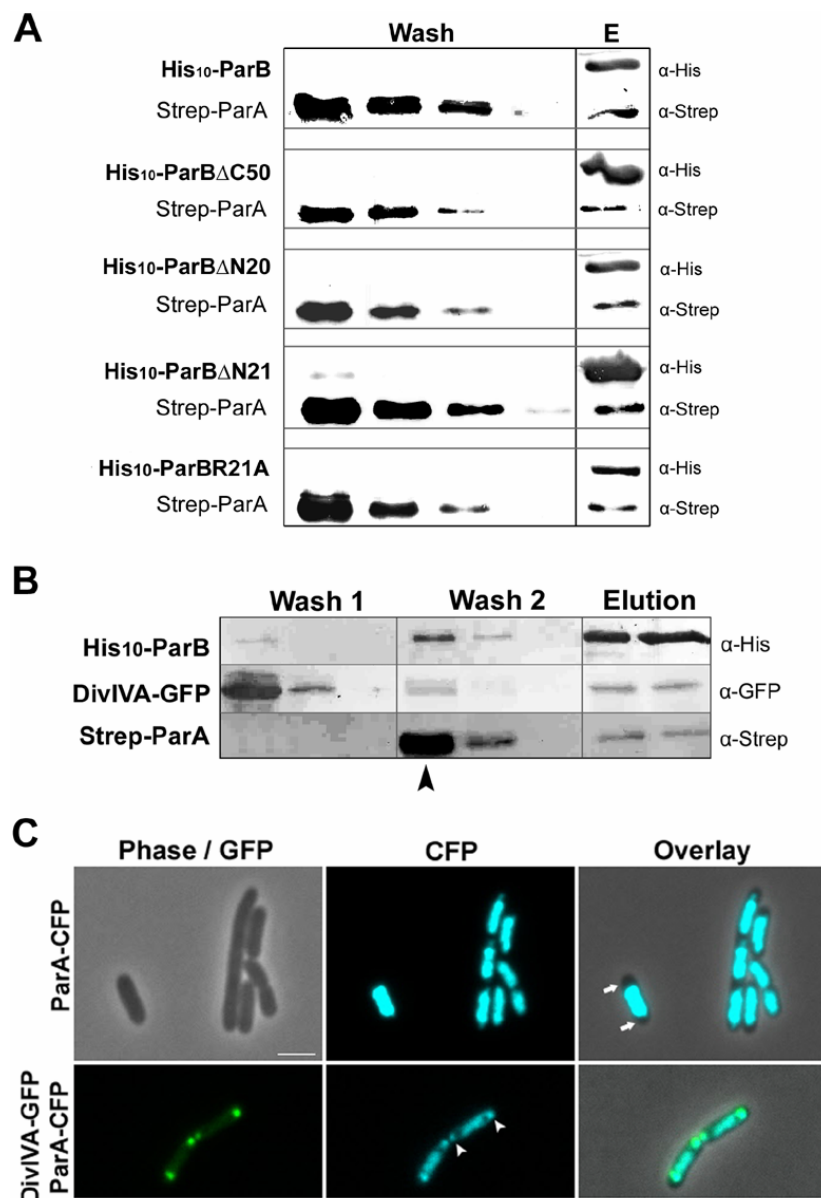 A
Wash E
His10-ParB α-His
Strep-ParA α-Strep
His10-ParBΔC50 α-His
Strep-ParA α-Strep
His10-ParBΔN20 α-His
Strep-ParA α-Strep
His10-ParBΔN21 α-His
Strep-ParA α-Strep
His10-ParBR21A α-His
Strep-ParA α-Strep
B
Wash 1 Wash 2 Elution
His10-ParB α-His
DivIVA-GFP α-GFP
Strep-ParA α-Strep
C
Phase / GFP CFP Overlay
ParA-CFP
DivIVA-GFP
ParA-CFP